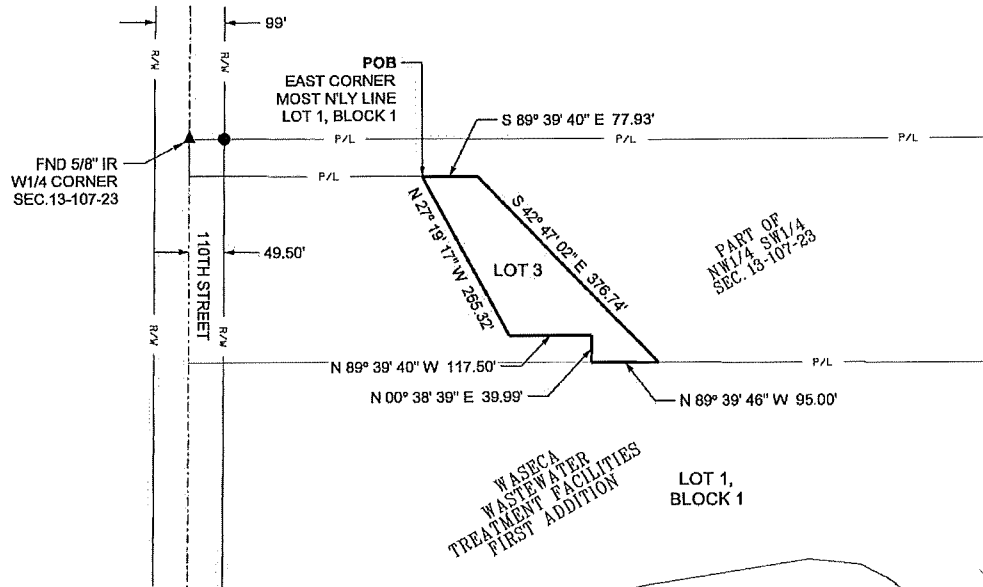 99'
R/W
R/W
POB
EAST CORNER
MOST N'LY LINE
LOT 1, BLOCK 1
S 89° 39' 40" E 77.93'
P/L
P/L
P/L
FND 5/8" IR
W1/4 CORNER
SEC.13-107-23
P/L
N 27° 19' 17" W 265.32'
S 42° 47' 02" E 376.74'
PART OF
NW1/4 SW1/4
SEC.13-107-23
110TH STREET
49.50'
LOT 3
R/W
R/W
N 89° 39' 40" W 117.50'
P/L
N 00° 38' 39" E 39.99'
N 89° 39' 46" W 95.00'
WASECA
WASTEWATER
TREATMENT FACILITIES
FIRST ADDITION
LOT 1,
BLOCK 1